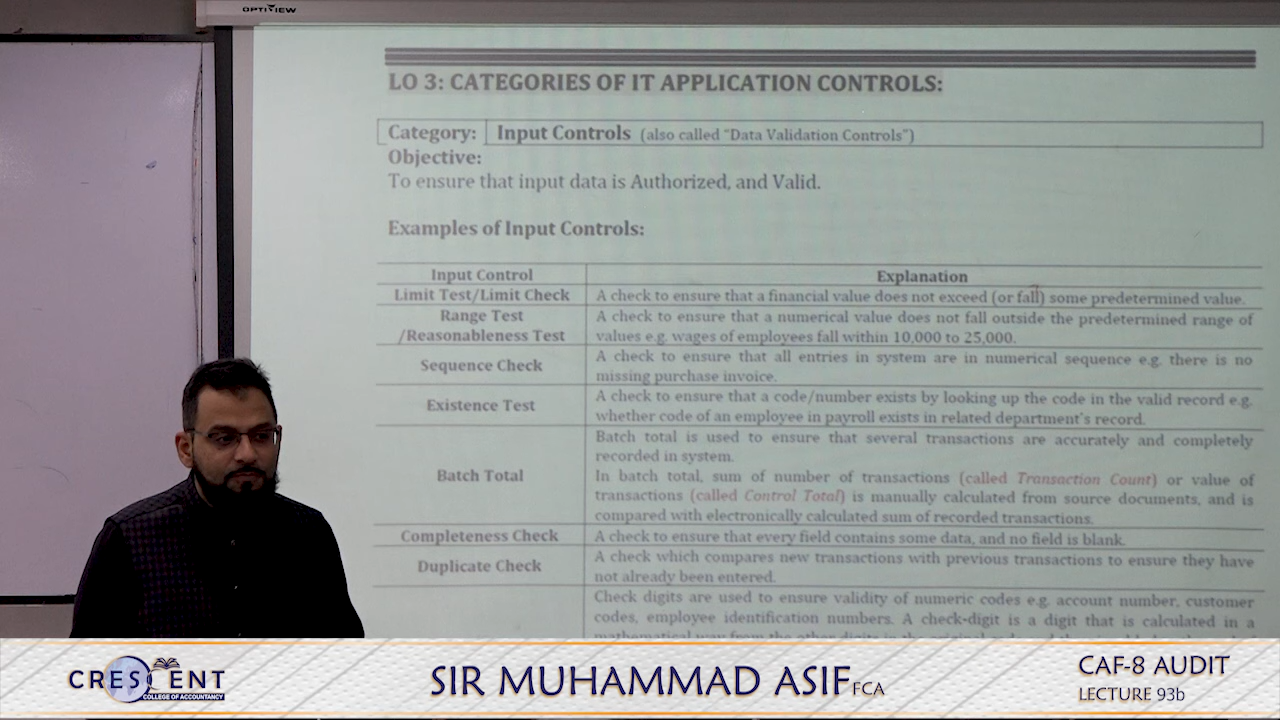 OPTIVIEW
LO 3: CATEGORIES OF IT APPLICATION CONTROLS:
Category: Input Controls (also called "Data Validation Controls")
Objective:
To ensure that input data is Authorized, and Valid.
Examples of Input Controls:
Input Control Explanation
Limit Test/Limit Check A check to ensure that a financial value does not exceed (or fall) some predetermined value.
Range Test A check to ensure that a numerical value does not fall outside the predetermined range of
/Reasonableness Test values e.g. wages of employees fall within 10,000 to 25,000.
Sequence Check A check to ensure that all entries in system are in numerical sequence e.g. there is no
missing purchase invoice.
Existence Test A check to ensure that a code/number exists by looking up the code in the valid record e.g.
whether code of an employee in payroll exists in related department's record.
Batch total is used to ensure that several transactions are accurately and completely
recorded in system.
Batch Total In batch total, sum of number of transactions (called Transaction Count) or value of
transactions (called Control Total) is manually calculated from source documents, and is
compared with electronically calculated sum of recorded transactions.
Completeness Check A check to ensure that every field contains some data, and no field is blank.
Duplicate Check A check which compares new transactions with previous transactions to ensure they have
not already been entered.
Check digits are used to ensure validity of numeric codes e.g. account number, customer
codes, employee identification numbers. A check-digit is a digit that is calculated in a
mathematical way from the other digits in the original code
CRESCENT
COLLEGE OF ACCOUNTANCY
SIR MUHAMMAD ASIF FCA
CAF-8 AUDIT
LECTURE 93b